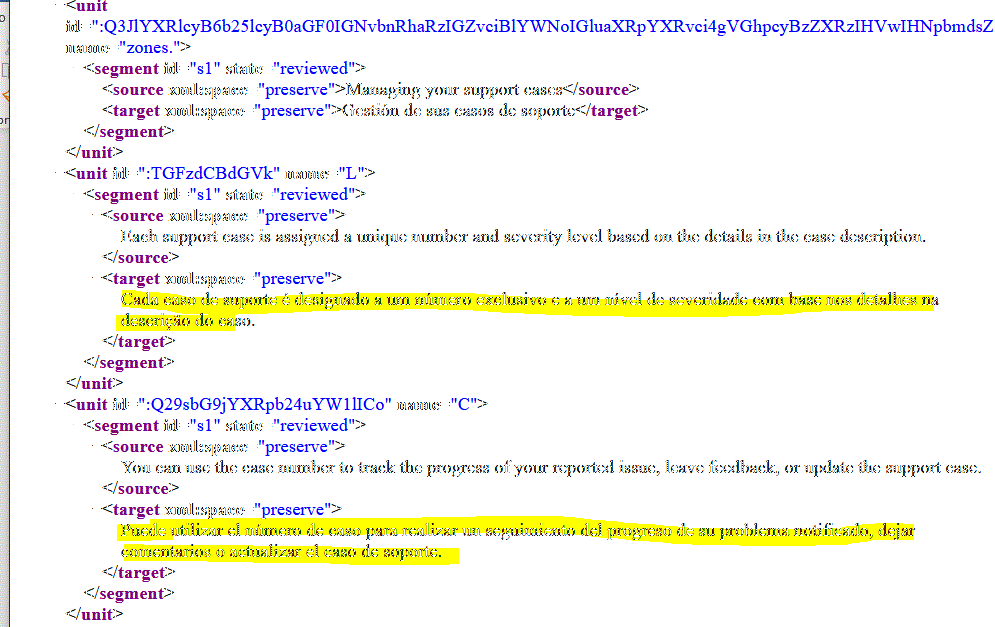 <unit
id=":Q3JlYXRlcyB6b25lcyB0aGF0IGNvbnRhaRzIGZvciBlYWNoIGluaXRpYXRvci4gVGhpcyBzZXRzIHVwIHNpbmdsZ
name="zones.">
<segment id="s1" state="reviewed">
<source xml:space="preserve">Managing your support cases</source>
<target xml:space="preserve">Gestión de sus casos de soporte</target>
</segment>
</unit>
<unit id=":TGFzdCBdGVk" name="L">
<segment id="s1" state="reviewed">
<source xml:space="preserve">
Each support case is assigned a unique number and severity level based on the details in the case description.
</source>
<target xml:space="preserve">
Cada caso de suporte é designado a um número exclusivo e a um nível de severidade com base nos detalhes na
descrição do caso.
</target>
</segment>
</unit>
<unit id=":Q29sbG9jYXRpb24uYW1lICo" name="C">
<segment id="s1" state="reviewed">
<source xml:space="preserve">
You can use the case number to track the progress of your reported issue, leave feedback, or update the support case.
</source>
<target xml:space="preserve">
Puede utilizar el número de caso para realizar un seguimiento del progreso de su problema notificado, dejar
comentarios o actualizar el caso de soporte.
</target>
</segment>
</unit>